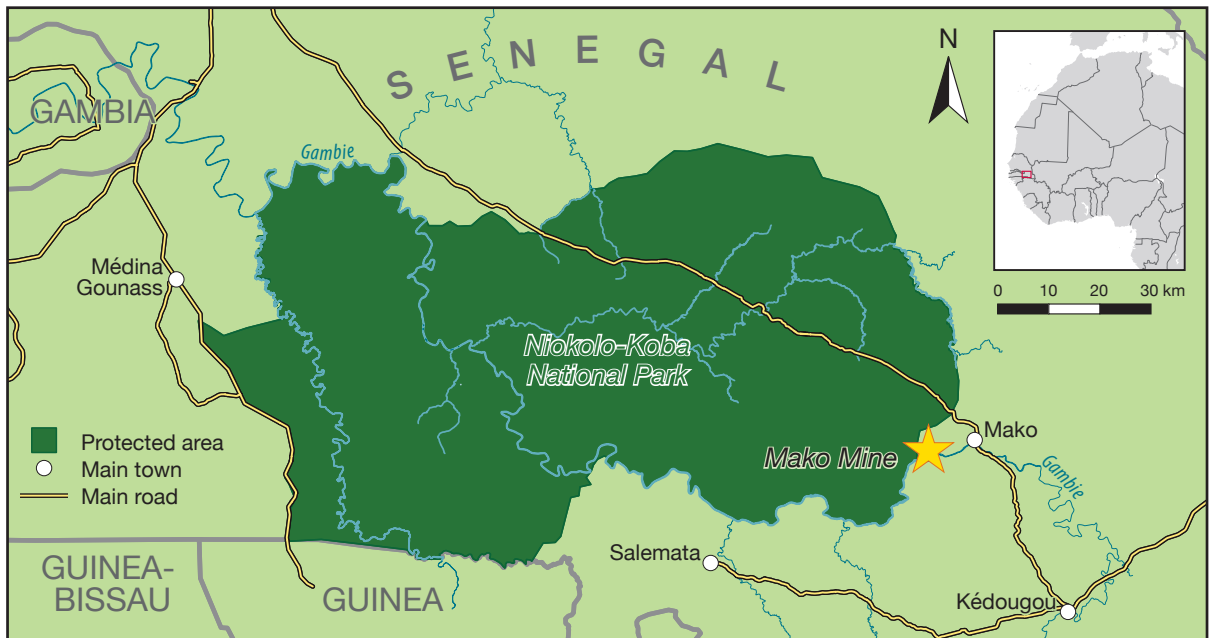 SENEGAL
N
GAMBIA
Gambie
Médina
Gounass
0 10 20 30 km
Niokolo-Koba
National Park
Mako
Mako Mine
Gambie
Protected area
Main town
Main road
Salemata
GUINEA-
BISSAU
GUINEA
Kédougou